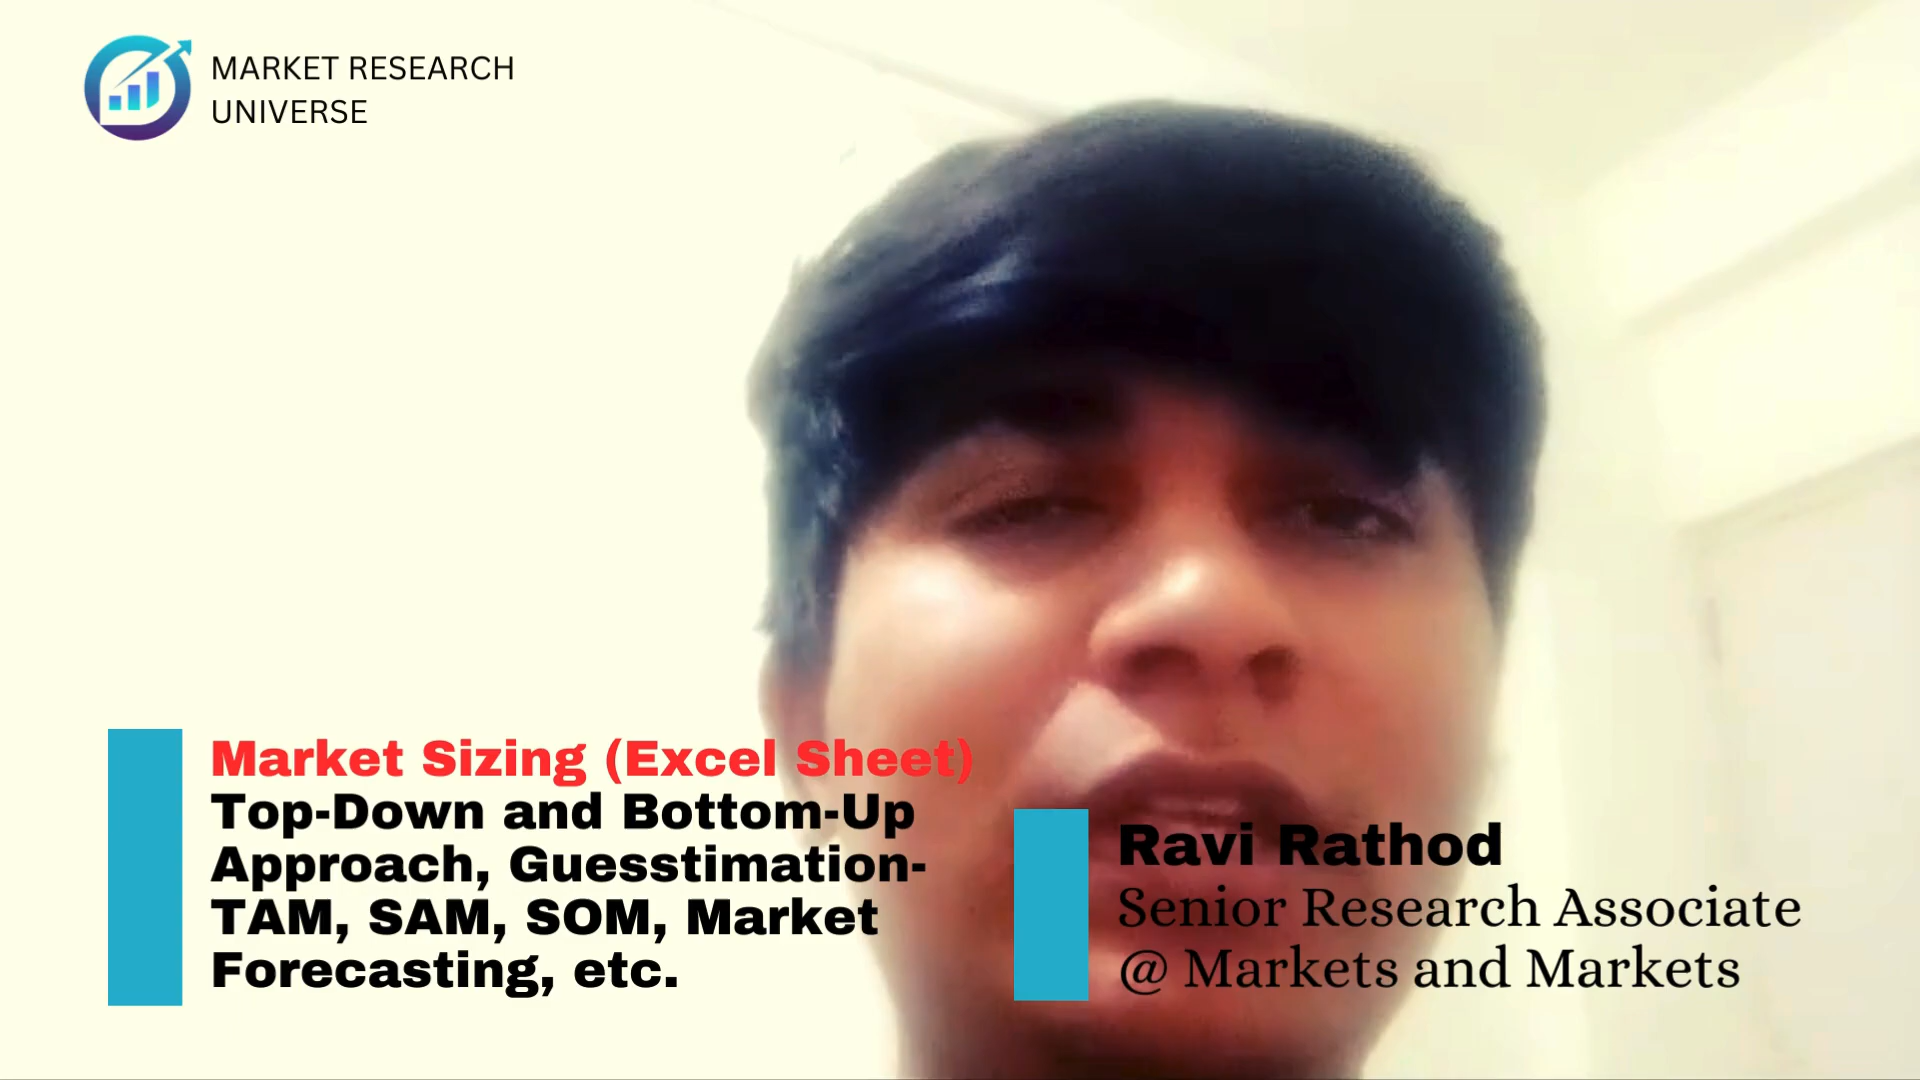 MARKET RESEARCH
UNIVERSE
Market Sizing (Excel Sheet)
Top-Down and Bottom-Up
Approach, Guesstimation-
TAM, SAM, SOM, Market
Forecasting, etc.
Ravi Rathod
Senior Research Associate
@ Markets and Markets